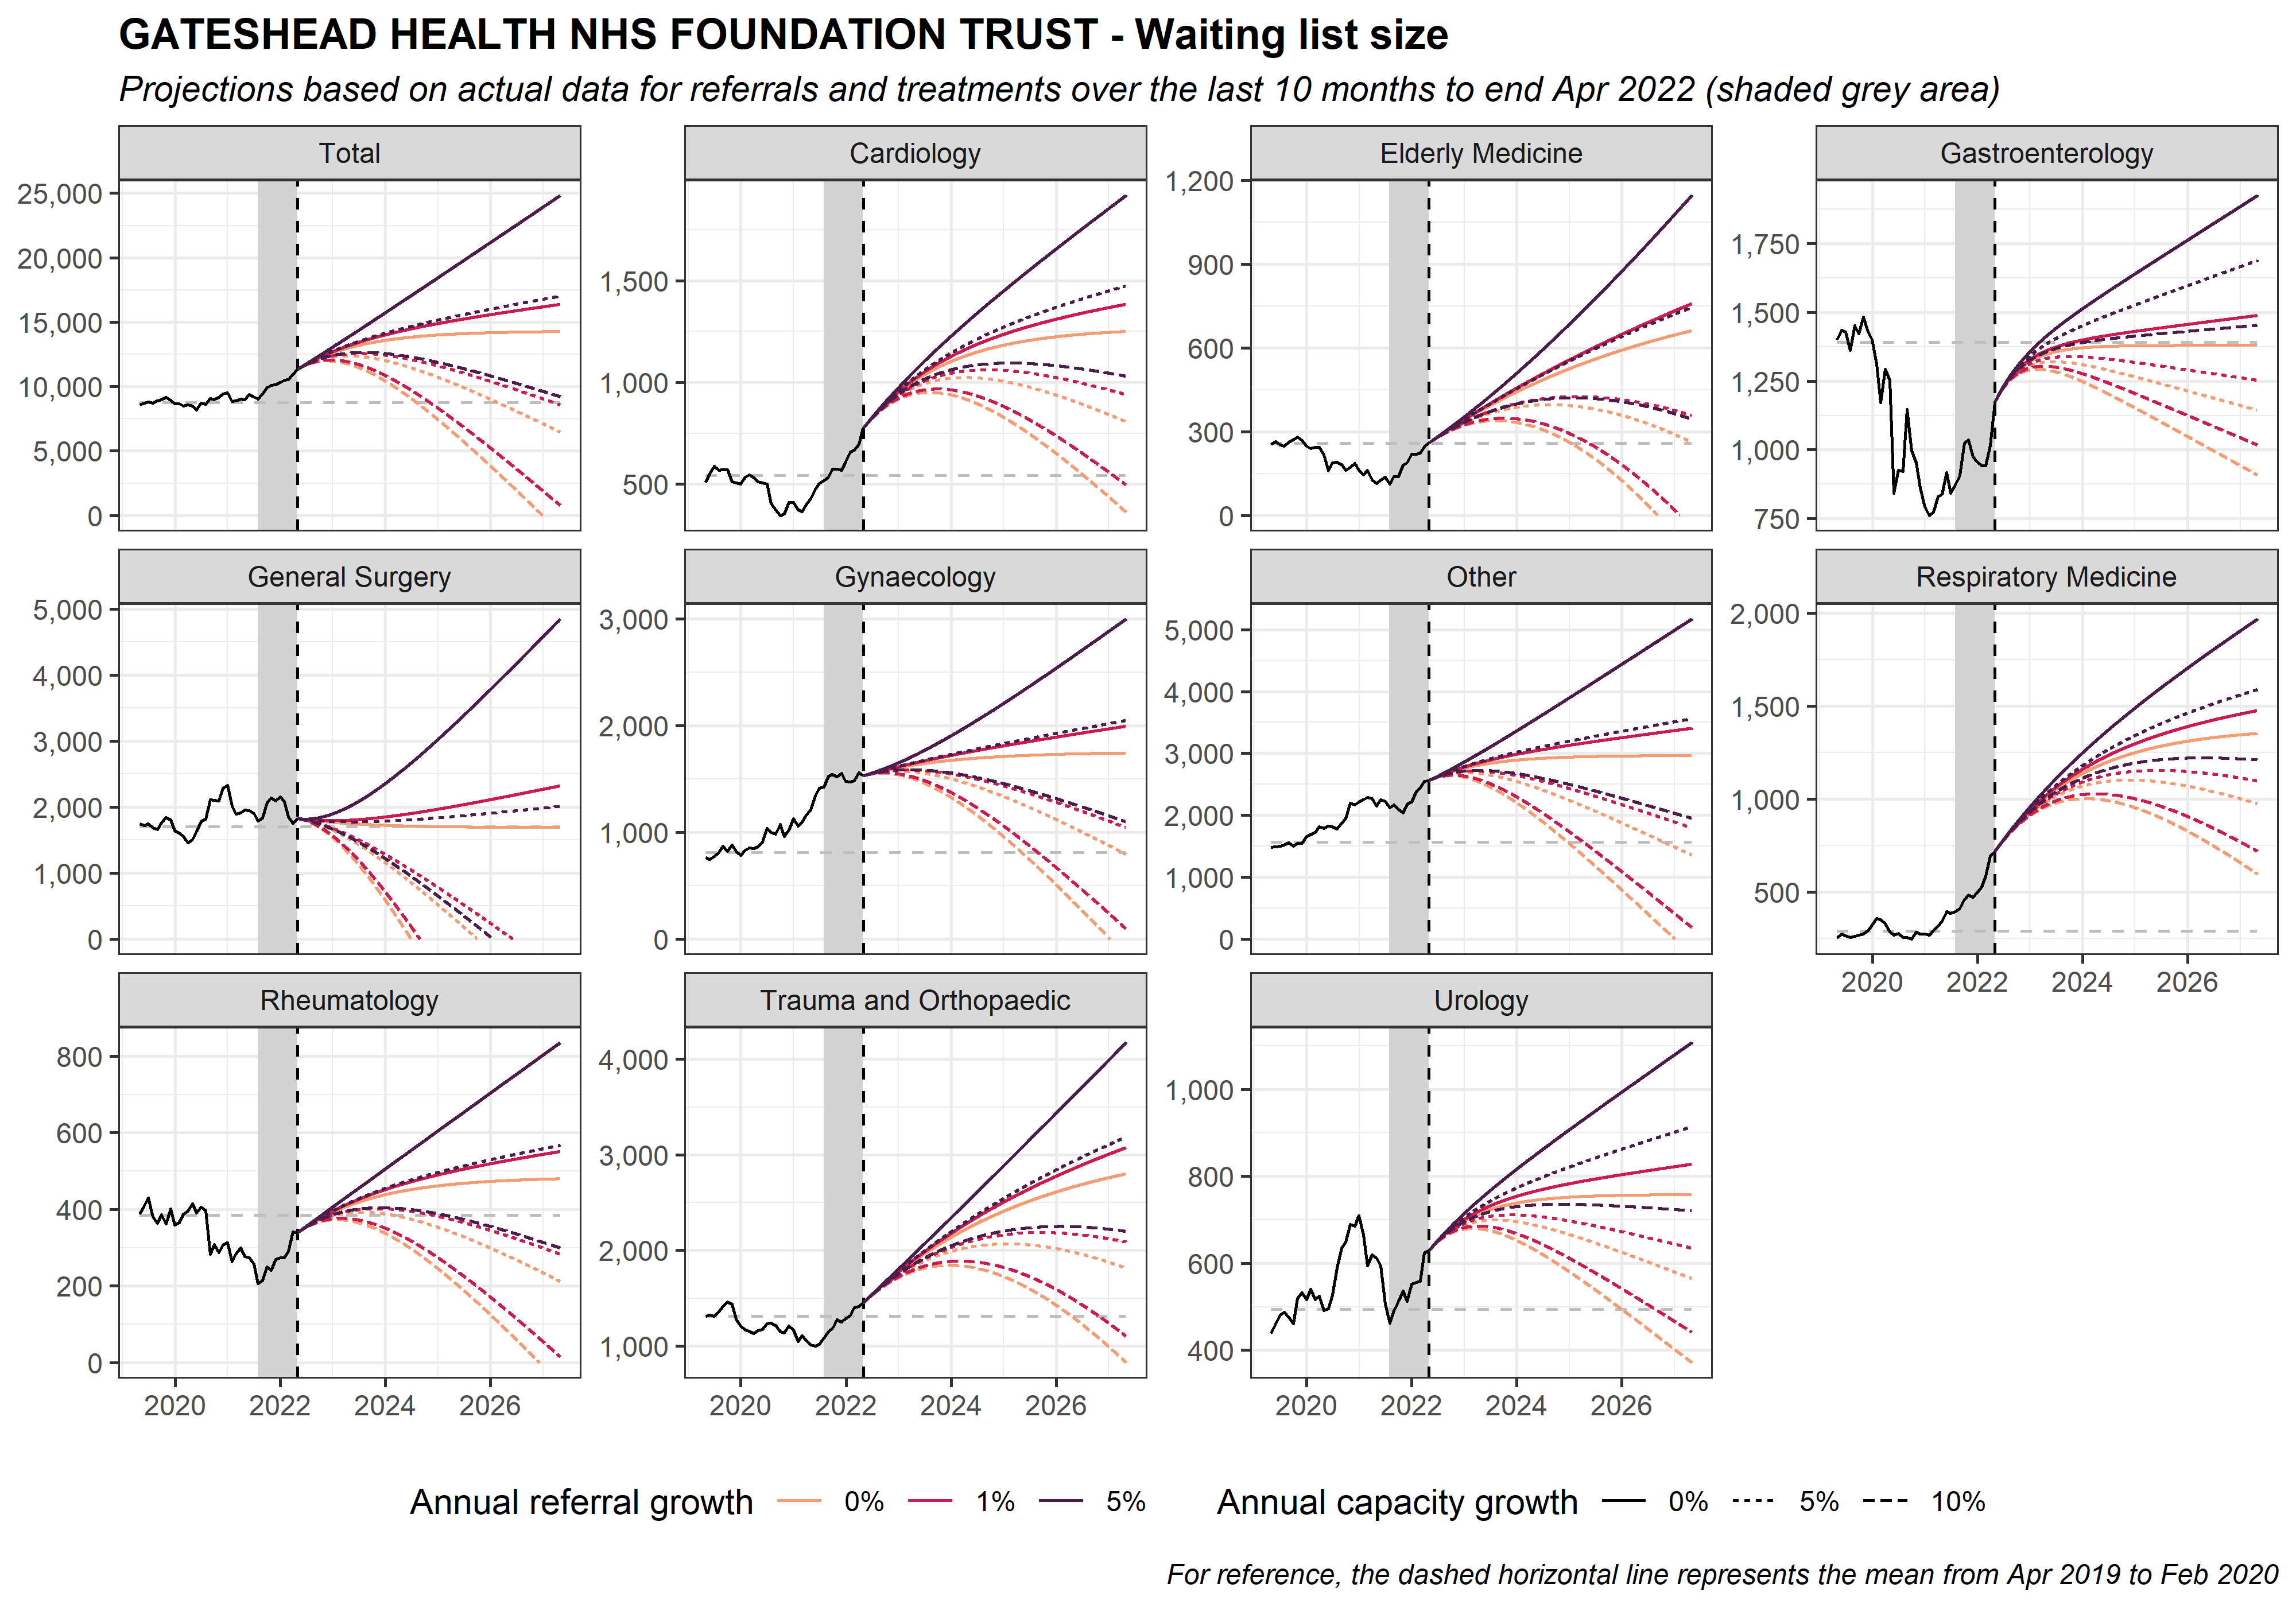 GATESHEAD HEALTH NHS FOUNDATION TRUST - Waiting list size
Projections based on actual data for referrals and treatments over the last 10 months to end Apr 2022 (shaded grey area)
Total
25,000
20,000
15,000
10,000
5,000
0
Cardiology
1,500
1,000
500
Elderly Medicine
1,200
900
600
300
0
Gastroenterology
1,750
1,500
1,250
1,000
750
General Surgery
5,000
4,000
3,000
2,000
1,000
0
Gynaecology
3,000
2,000
1,000
0
Other
5,000
4,000
3,000
2,000
1,000
0
Respiratory Medicine
2,000
1,500
1,000
500
2020 2022 2024 2026
Rheumatology
800
600
400
200
0
2020 2022 2024 2026
Trauma and Orthopaedic
4,000
3,000
2,000
1,000
2020 2022 2024 2026
Urology
1,000
800
600
400
2020 2022 2024 2026
Annual referral growth 0% 1% 5% Annual capacity growth 0% 5% 10%
For reference, the dashed horizontal line represents the mean from Apr 2019 to Feb 2020